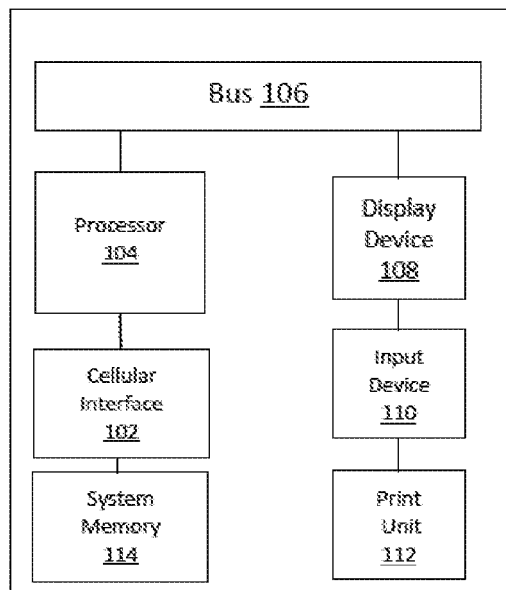 Bus 106
Processor
104
Display
Device
108
Cellular
Interface
102
Input
Device
110
System
Memory
114
Print
Unit
112